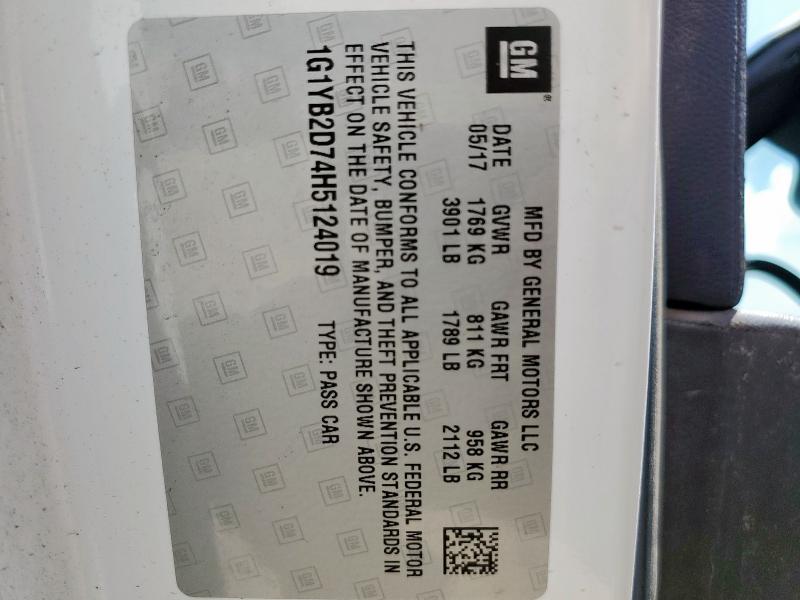 GM
®
MFD BY GENERAL MOTORS LLC
DATE GVWR GAWR FRT GAWR RR
05/17 1769 KG 811 KG 958 KG
3901 LB 1789 LB 2112 LB
THIS VEHICLE CONFORMS TO ALL APPLICABLE U.S. FEDERAL MOTOR
VEHICLE SAFETY, BUMPER, AND THEFT PREVENTION STANDARDS IN
EFFECT ON THE DATE OF MANUFACTURE SHOWN ABOVE.
1G1YB2D74H5124019 TYPE: PASS CAR